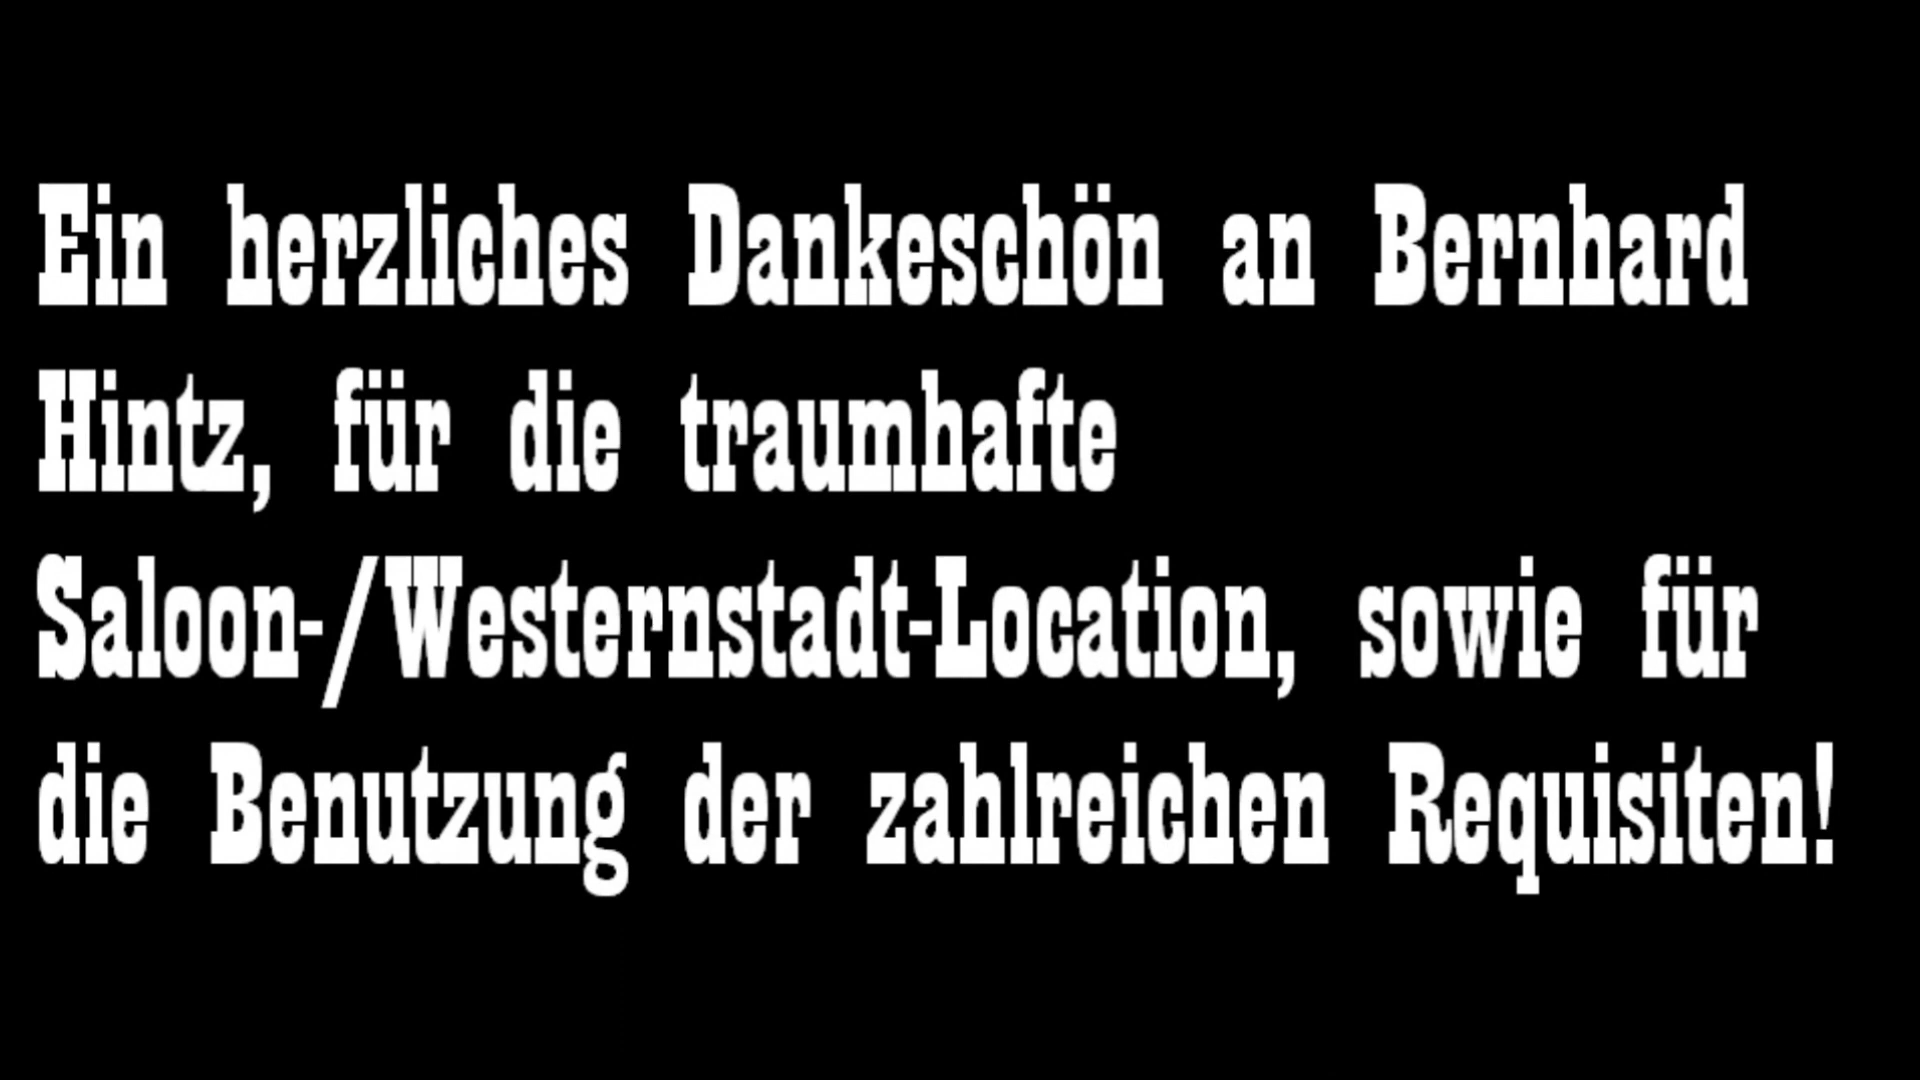 Ein herzliches Dankeschön an Bernhard
Hintz, für die traumhafte
Saloon-/Westernstadt-Location, sowie für
die Benutzung der zahlreichen Requisiten!